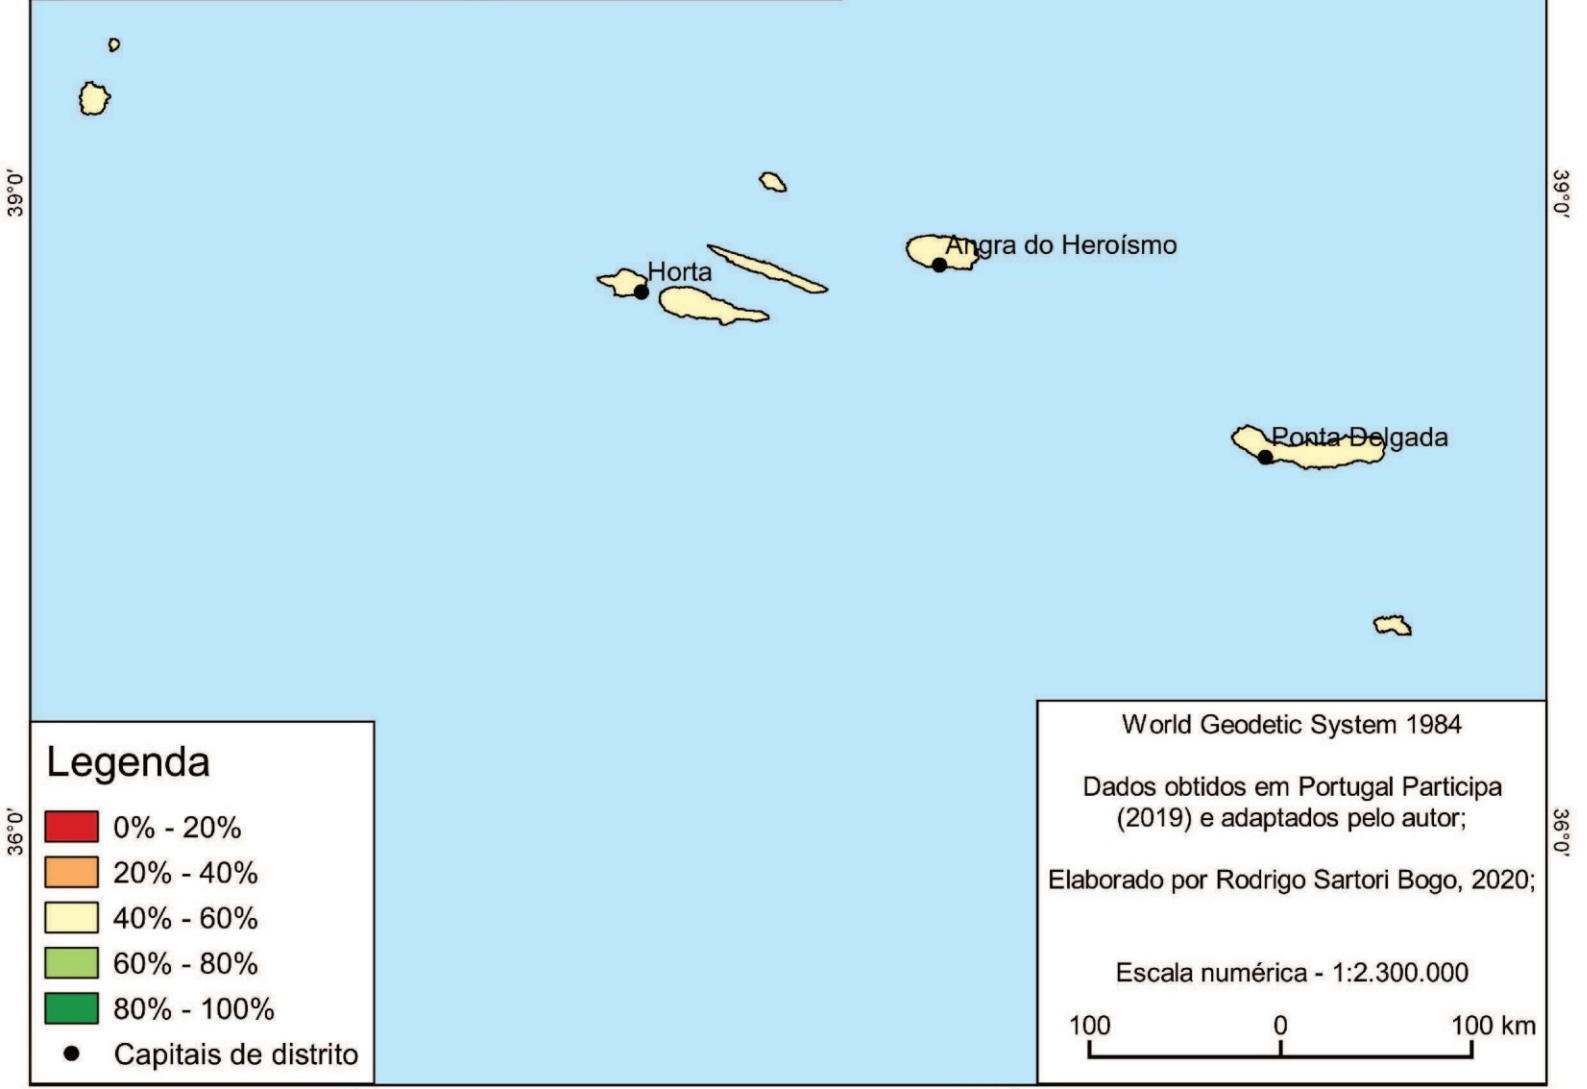 39°0'
39°0'
Horta
Angra do Heroísmo
Ponta Delgada
36°0'
36°0'
Legenda
0% - 20%
20% - 40%
40% - 60%
60% - 80%
80% - 100%
Capitais de distrito
World Geodetic System 1984
Dados obtidos em Portugal Participa
(2019) e adaptados pelo autor;
Elaborado por Rodrigo Sartori Bogo, 2020;
Escala numérica - 1:2.300.000
100 0 100 km